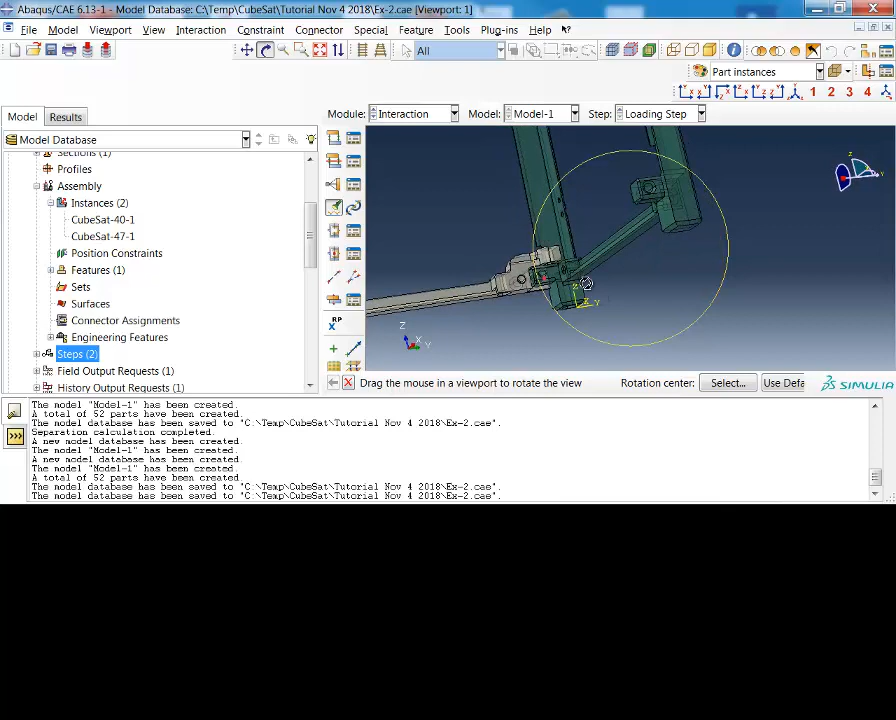 Abaqus/CAE 6.13-1 - Model Database: C:\Temp\CubeSat\Tutorial Nov 4 2018\Ex-2.cae [Viewport: 1]
File Model Viewport View Interaction Constraint Connector Special Feature Tools Plug-ins Help
All
Part instances
1 2 3 4
Model Results
Module: Interaction Model: Model-1 Step: Loading Step
Model Database
Sections (1)
Profiles
Assembly
Instances (2)
CubeSat-40-1
CubeSat-47-1
Position Constraints
Features (1)
Sets
Surfaces
Connector Assignments
Engineering Features
Steps (2)
Field Output Requests (1)
History Output Requests (1)
RP
X
Z
X
Y
Z
X
Y
Z
Y
Drag the mouse in a viewport to rotate the view Rotation center: Select... Use Defa
SIMULIA
The model "Model-1" has been created.
A total of 52 parts have been created.
The model database has been saved to "C:\Temp\CubeSat\Tutorial Nov 4 2018\Ex-2.cae".
Separation calculation completed.
A new model database has been created.
The model "Model-1" has been created.
A new model database has been created.
The model "Model-1" has been created.
A total of 52 parts have been created.
The model database has been saved to "C:\Temp\CubeSat\Tutorial Nov 4 2018\Ex-2.cae".
The model database has been saved to "C:\Temp\CubeSat\Tutorial Nov 4 2018\Ex-2.cae".
>>>